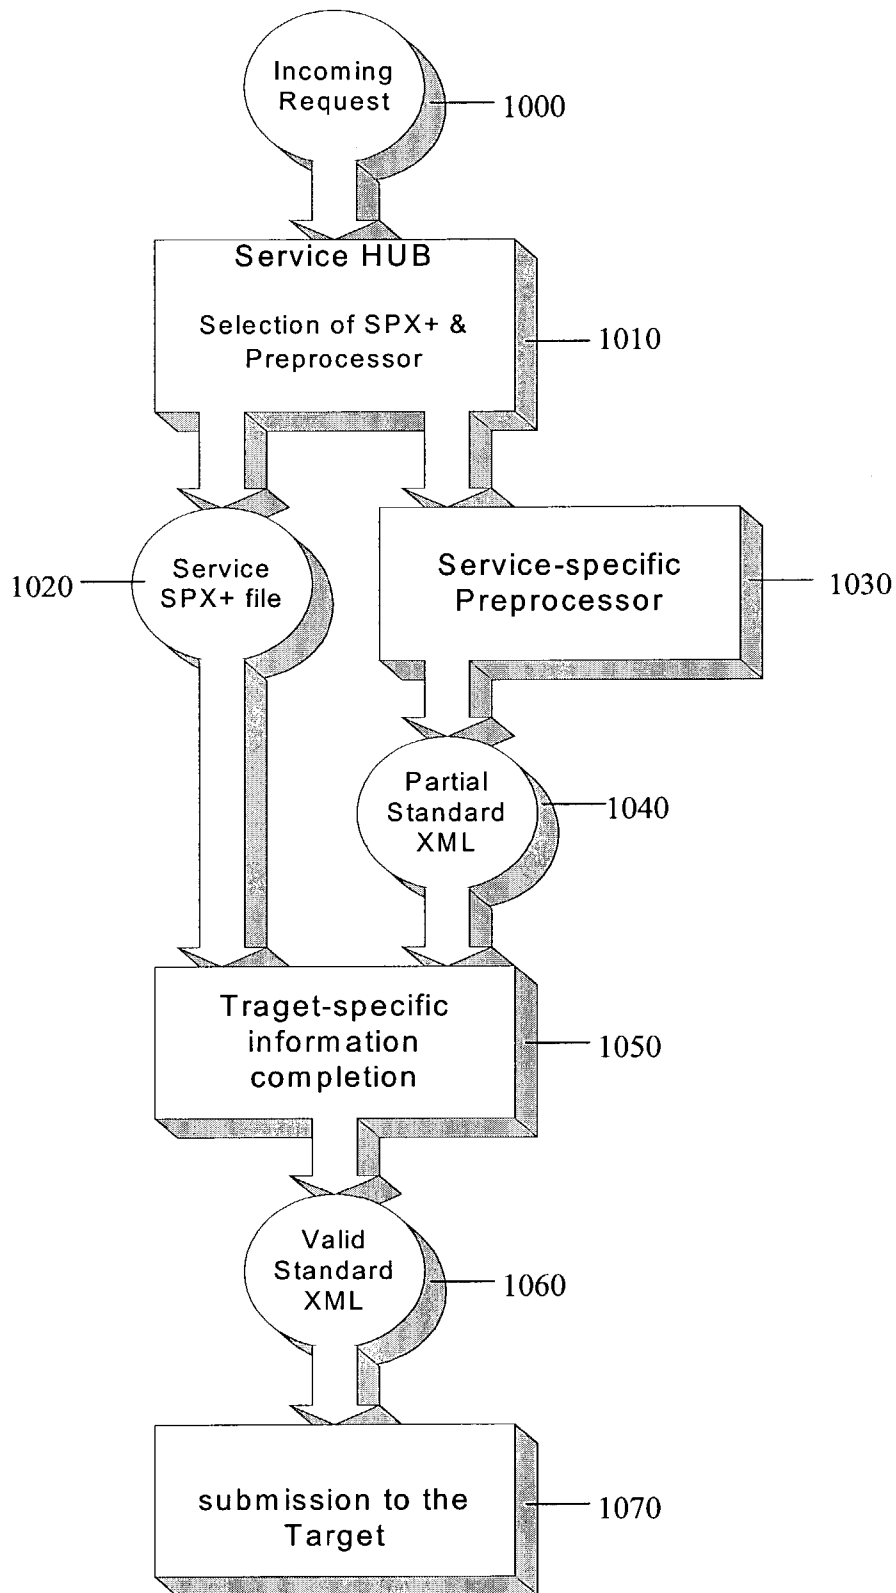 Incoming
Request
1000
Service HUB
Selection of SPX+ &
Preprocessor
1010
1020
Service
SPX+ file
Service-specific
Preprocessor
1030
Partial
Standard
XML
1040
Traget-specific
information
completion
1050
Valid
Standard
XML
1060
submission to the
Target
1070